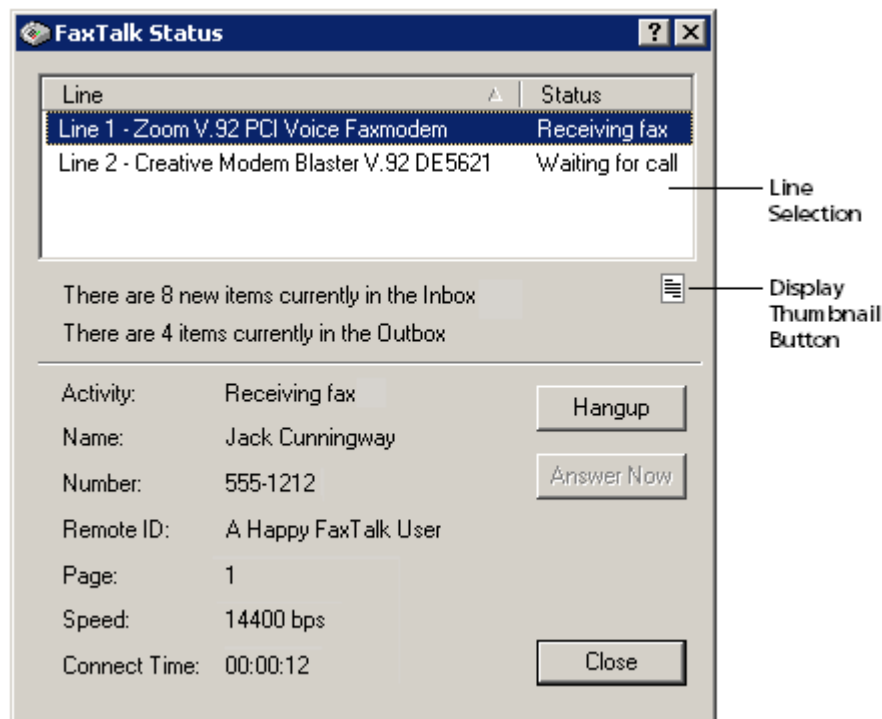 FaxTalk Status
Line Status
Line 1 - Zoom V.92 PCI Voice Faxmodem Receiving fax
Line 2 - Creative Modem Blaster V.92 DE5621 Waiting for call
Line
Selection
There are 8 new items currently in the Inbox
There are 4 items currently in the Outbox
Display
Thumbnail
Button
Activity: Receiving fax
Hangup
Name: Jack Cunningway
Number: 555-1212
Answer Now
Remote ID: A Happy FaxTalk User
Page: 1
Speed: 14400 bps
Connect Time: 00:00:12
Close